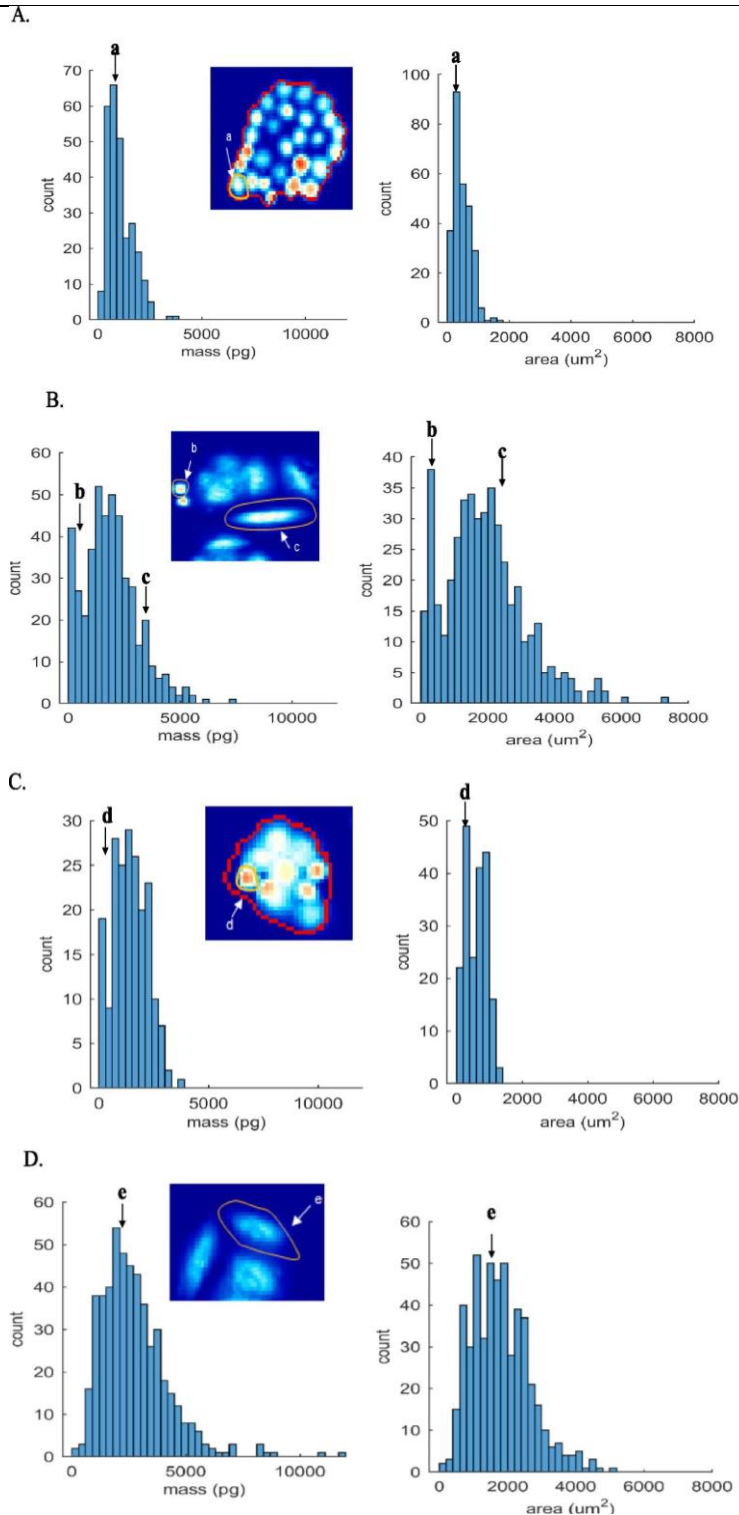 A.
a a
70 100
60 80
50 60
40 40
30 20
20 0
10
0
count count
a
0 5000 10000
mass (pg)
0 2000 4000 6000 8000
area (um²)
B.
60 40
50 35
40 30
30 25
20 20
10 15
0 10
5
0
count count
b c b c
b
c
0 5000 10000
mass (pg)
0 2000 4000 6000 8000
area (um²)
C.
d d
30 50
25 40
20 30
15 20
10 10
5 0
0
count count
d
0 5000 10000
mass (pg)
0 2000 4000 6000 8000
area (um²)
D.
e e
60 60
50 50
40 40
30 30
20 20
10 10
0 0
count count
e
0 5000 10000
mass (pg)
0 2000 4000 6000 8000
area (um²)